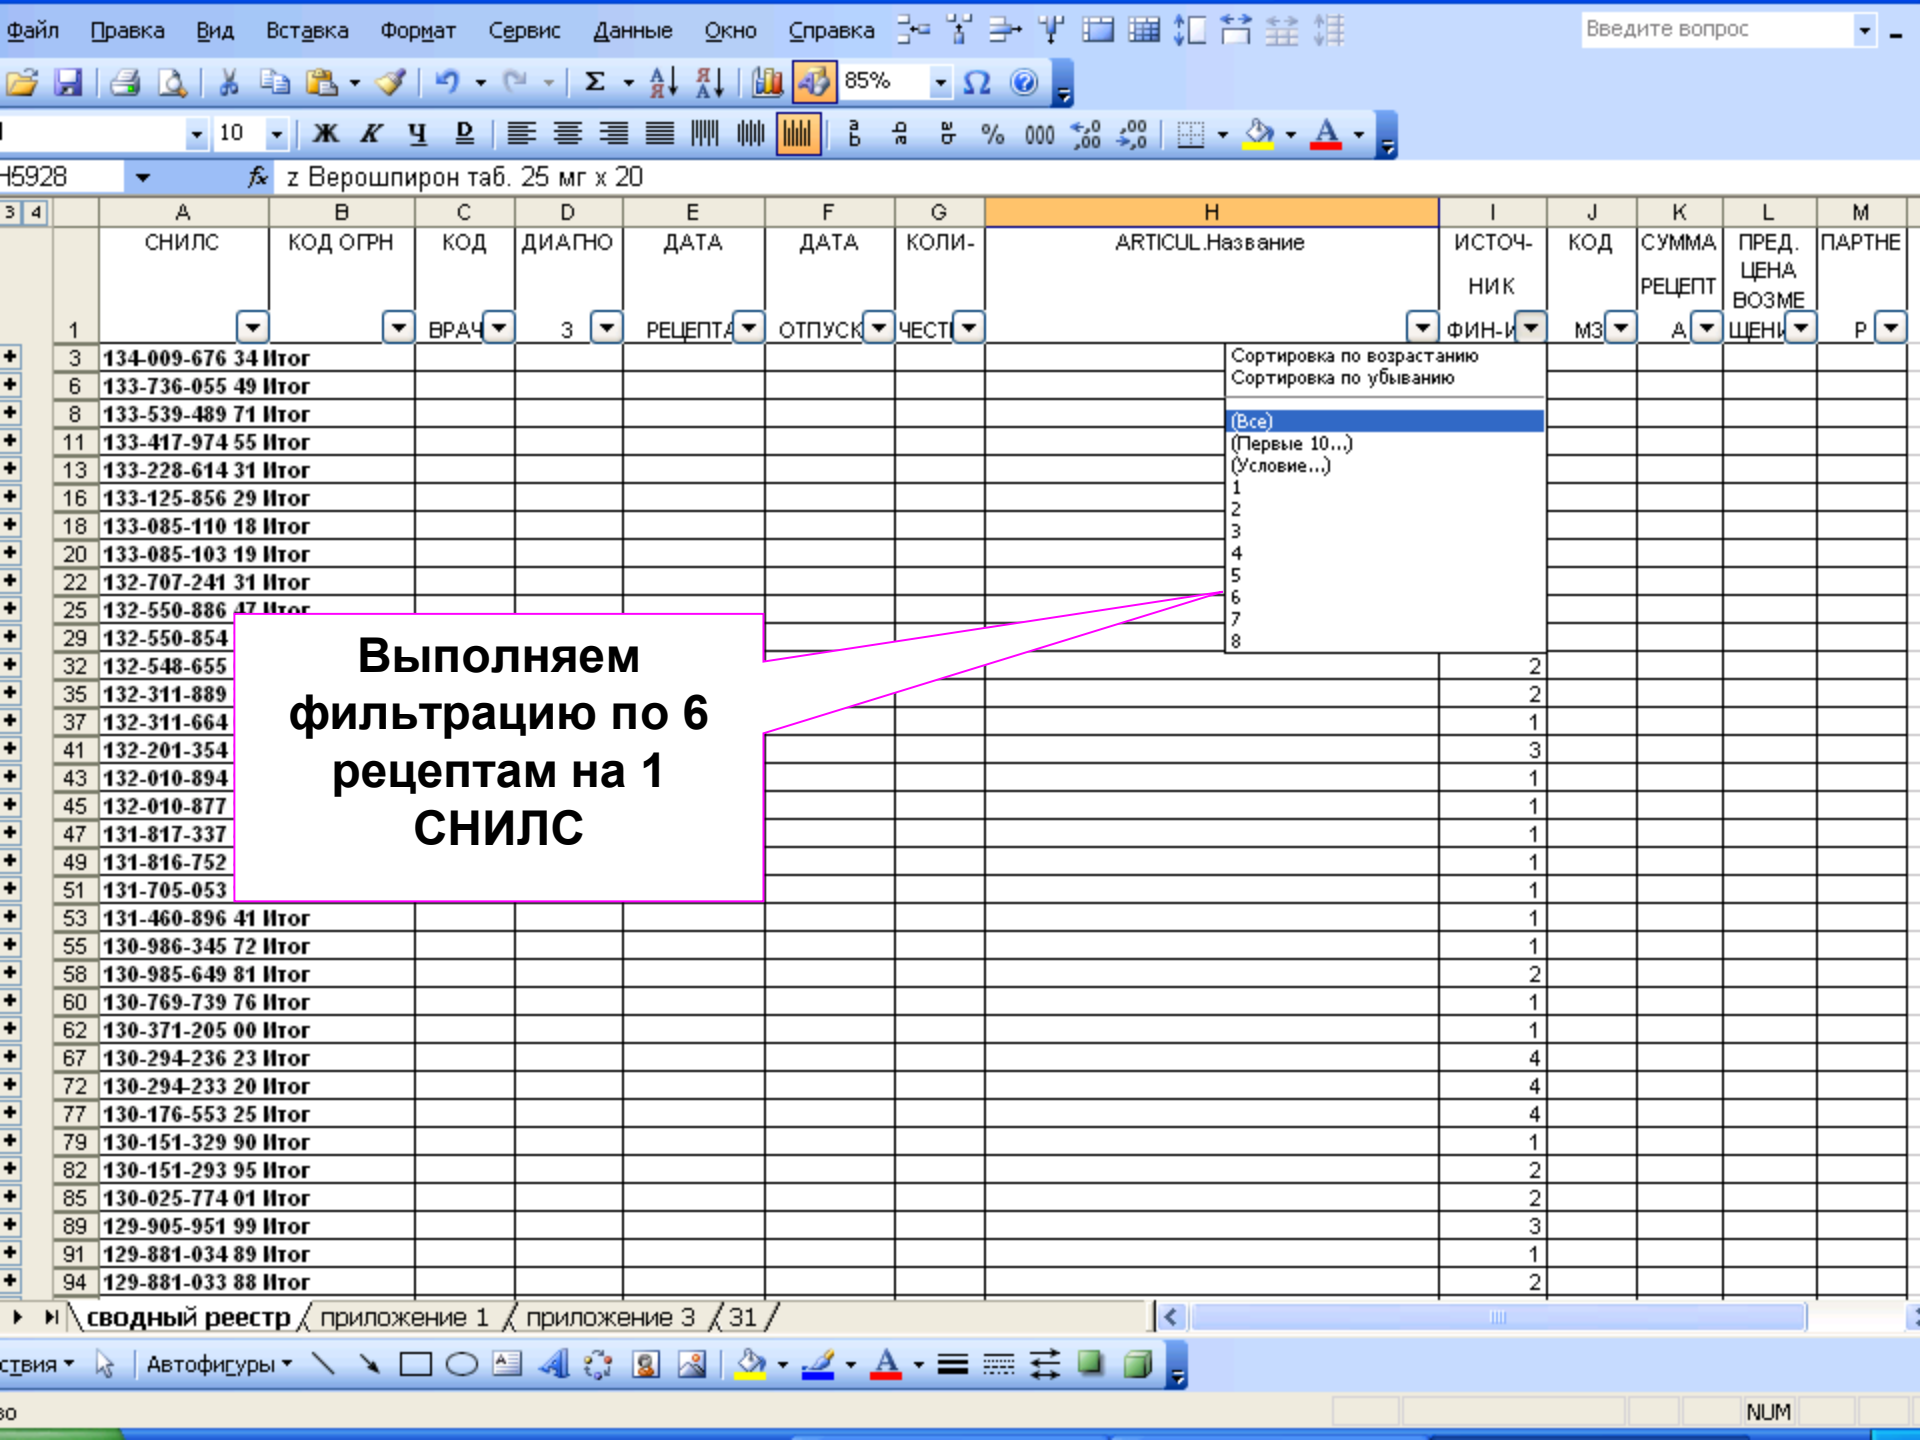 Файл Правка Вид Вставка Формат Сервис Данные Окно Справка Введите вопрос
Σ 85% Ω
10 Ж К Ч D % 000
H5928 fx z Верошпирон таб. 25 мг x 20
3 4 A B C D E F G H I J K L M
СНИЛС КОД ОГРН КОД ДИАГНО ДАТА ДАТА КОЛИ- ARTICUL.Название ИСТОЧ- КОД СУММА ПРЕД. ПАРТНЕ
НИК РЕЦЕПТ ЦЕНА
ВОЗМЕ
1 ВРАЧ З РЕЦЕПТА ОТПУСК ЧЕСТ ФИН-И МЗ А ЩЕНИ Р
3 134-009-676 34 Итог
6 133-736-055 49 Итог
8 133-539-489 71 Итог
11 133-417-974 55 Итог
13 133-228-614 31 Итог
16 133-125-856 29 Итог
18 133-085-110 18 Итог
20 133-085-103 19 Итог
22 132-707-241 31 Итог
25 132-550-886 47 Итог
29 132-550-854
32 132-548-655 2
35 132-311-889 2
37 132-311-664 1
41 132-201-354 3
43 132-010-894 1
45 132-010-877 1
47 131-817-337 1
49 131-816-752 1
51 131-705-053 1
53 131-460-896 41 Итог 1
55 130-986-345 72 Итог 1
58 130-985-649 81 Итог 2
60 130-769-739 76 Итог 1
62 130-371-205 00 Итог 1
67 130-294-236 23 Итог 4
72 130-294-233 20 Итог 4
77 130-176-553 25 Итог 4
79 130-151-329 90 Итог 1
82 130-151-293 95 Итог 2
85 130-025-774 01 Итог 2
89 129-905-951 99 Итог 3
91 129-881-034 89 Итог 1
94 129-881-033 88 Итог 2
Сортировка по возрастанию
Сортировка по убыванию
(Все)
(Первые 10...)
(Условие...)
1
2
3
4
5
6
7
8
Выполняем
фильтрацию по 6
рецептам на 1
СНИЛС
сводный реестр приложение 1 приложение 3 31
ствия Автофигуры
NUM